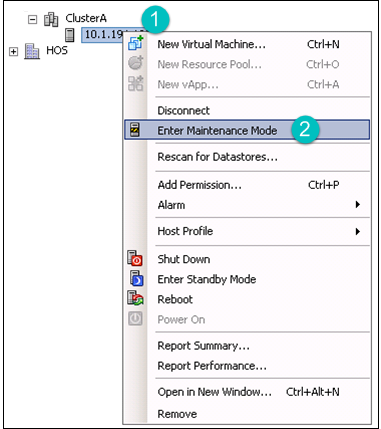 ClusterA
1
10.1.19
HOS
New Virtual Machine... Ctrl+N
New Resource Pool... Ctrl+O
New vApp... Ctrl+A
Disconnect
Enter Maintenance Mode 2
Rescan for Datastores...
Add Permission... Ctrl+P
Alarm
Host Profile
Shut Down
Enter Standby Mode
Reboot
Power On
Report Summary...
Report Performance...
Open in New Window... Ctrl+Alt+N
Remove